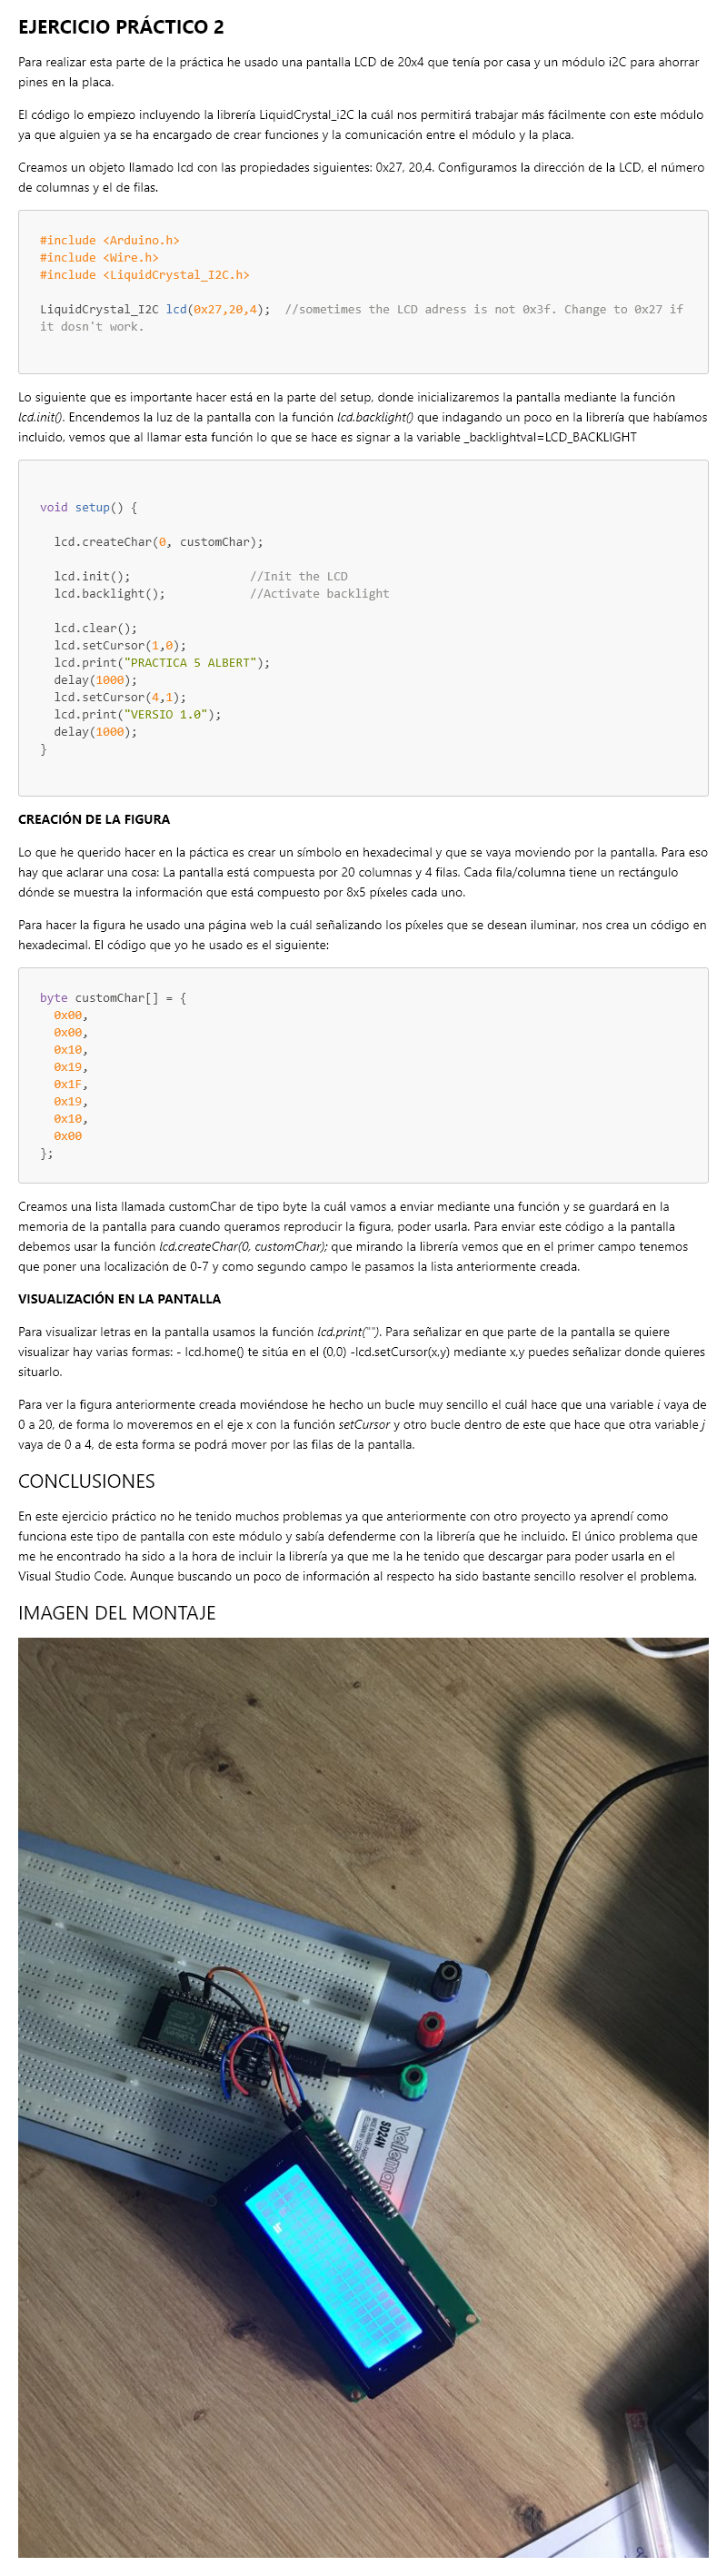 EJERCICIO PRÁCTICO 2
Para realizar esta parte de la práctica he usado una pantalla LCD de 20x4 que tenía por casa y un módulo i2C para ahorrar
pines en la placa.
El código lo empiezo incluyendo la librería LiquidCrystal_i2C la cuál nos permitirá trabajar más fácilmente con este módulo
ya que alguien ya se ha encargado de crear funciones y la comunicación entre el módulo y la placa.
Creamos un objeto llamado lcd con las propiedades siguientes: 0x27, 20,4. Configuramos la dirección de la LCD, el número
de columnas y el de filas.
#include <Arduino.h>
#include <Wire.h>
#include <LiquidCrystal_I2C.h>
LiquidCrystal_I2C lcd(0x27,20,4);  //sometimes the LCD adress is not 0x3f. Change to 0x27 if
it dosn't work.
Lo siguiente que es importante hacer está en la parte del setup, donde inicializaremos la pantalla mediante la función
lcd.init(). Encendemos la luz de la pantalla con la función lcd.backlight() que indagando un poco en la librería que habíamos
incluido, vemos que al llamar esta función lo que se hace es signar a la variable _backlightval=LCD_BACKLIGHT
void setup() {
lcd.createChar(0, customChar);
lcd.init();                 //Init the LCD
lcd.backlight();            //Activate backlight
lcd.clear();
lcd.setCursor(1,0);
lcd.print("PRACTICA 5 ALBERT");
delay(1000);
lcd.setCursor(4,1);
lcd.print("VERSIO 1.0");
delay(1000);
}
CREACIÓN DE LA FIGURA
Lo que he querido hacer en la páctica es crear un símbolo en hexadecimal y que se vaya moviendo por la pantalla. Para eso
hay que aclarar una cosa: La pantalla está compuesta por 20 columnas y 4 filas. Cada fila/columna tiene un rectángulo
dónde se muestra la información que está compuesto por 8x5 píxeles cada uno.
Para hacer la figura he usado una página web la cuál señalizando los píxeles que se desean iluminar, nos crea un código en
hexadecimal. El código que yo he usado es el siguiente:
byte customChar[] = {
0x00,
0x00,
0x10,
0x19,
0x1F,
0x19,
0x10,
0x00
};
Creamos una lista llamada customChar de tipo byte la cuál vamos a enviar mediante una función y se guardará en la
memoria de la pantalla para cuando queramos reproducir la figura, poder usarla. Para enviar este código a la pantalla
debemos usar la función lcd.createChar(0, customChar); que mirando la librería vemos que en el primer campo tenemos
que poner una localización de 0-7 y como segundo campo le pasamos la lista anteriormente creada.
VISUALIZACIÓN EN LA PANTALLA
Para visualizar letras en la pantalla usamos la función lcd.print(""). Para señalizar en que parte de la pantalla se quiere
visualizar hay varias formas: - lcd.home() te sitúa en el (0,0) -lcd.setCursor(x,y) mediante x,y puedes señalizar donde quieres
situarlo.
Para ver la figura anteriormente creada moviéndose he hecho un bucle muy sencillo el cuál hace que una variable i vaya de
0 a 20, de forma lo moveremos en el eje x con la función setCursor y otro bucle dentro de este que hace que otra variable j
vaya de 0 a 4, de esta forma se podrá mover por las filas de la pantalla.
CONCLUSIONES
En este ejercicio práctico no he tenido muchos problemas ya que anteriormente con otro proyecto ya aprendí como
funciona este tipo de pantalla con este módulo y sabía defenderme con la librería que he incluido. El único problema que
me he encontrado ha sido a la hora de incluir la librería ya que me la he tenido que descargar para poder usarla en el
Visual Studio Code. Aunque buscando un poco de información al respecto ha sido bastante sencillo resolver el problema.
IMAGEN DEL MONTAJE
velleman
SD24N